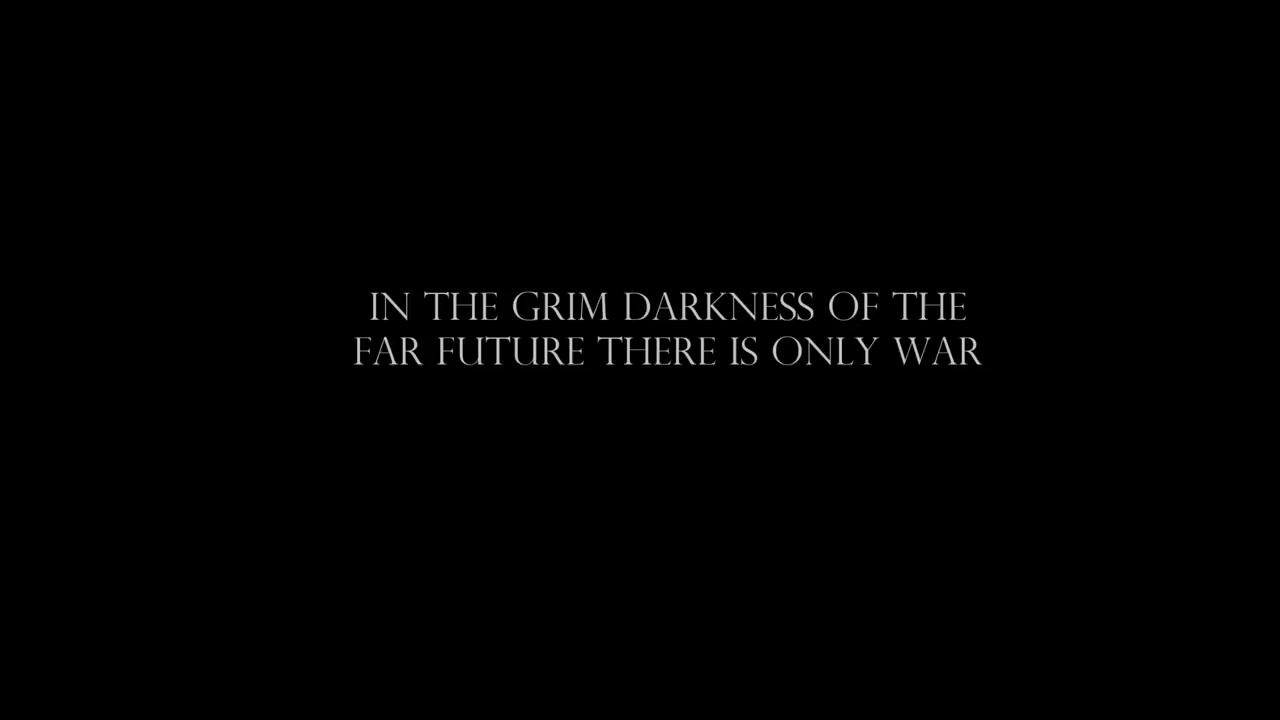 IN THE GRIM DARKNESS OF THE
FAR FUTURE THERE IS ONLY WAR